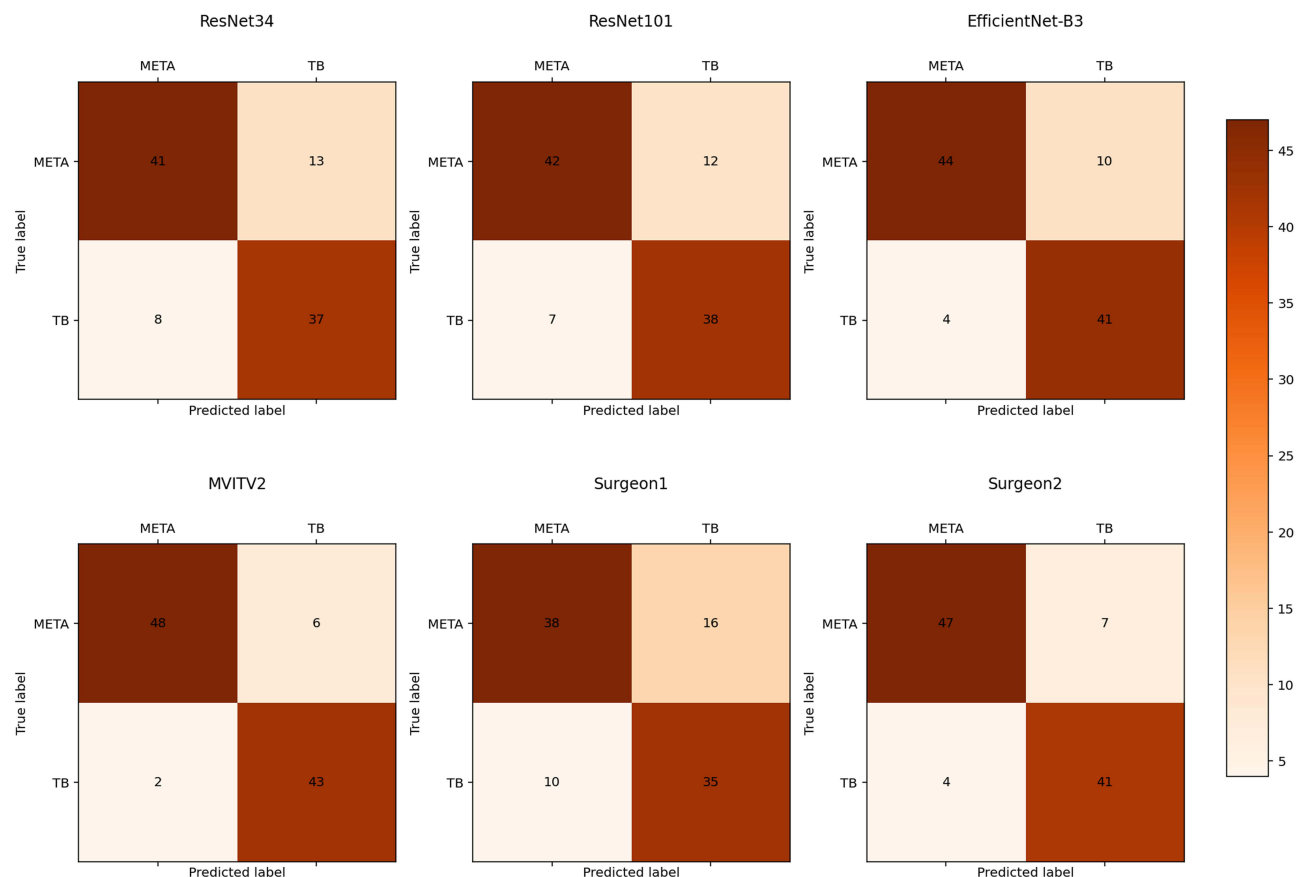 ResNet34
META TB
META 41 13
TB 8 37
True label
Predicted label
ResNet101
META TB
META 42 12
TB 7 38
True label
Predicted label
EfficientNet-B3
META TB
META 44 10
TB 4 41
True label
Predicted label
MVITV2
META TB
META 48 6
TB 2 43
True label
Predicted label
Surgeon1
META TB
META 38 16
TB 10 35
True label
Predicted label
Surgeon2
META TB
META 47 7
TB 4 41
True label
Predicted label
45
40
35
30
25
20
15
10
5